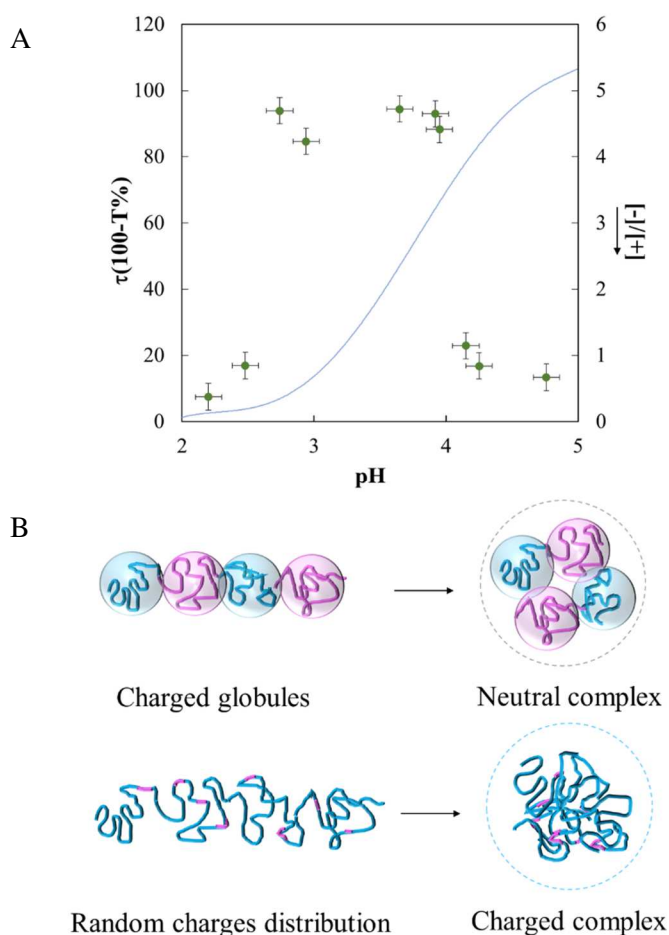 A
120
100
80
60
40
20
0
τ(100-T%)
6
5
4
3
2
1
0
[-]/[+]
2 3 4 5
pH
B
Charged globules Neutral complex
Random charges distribution Charged complex